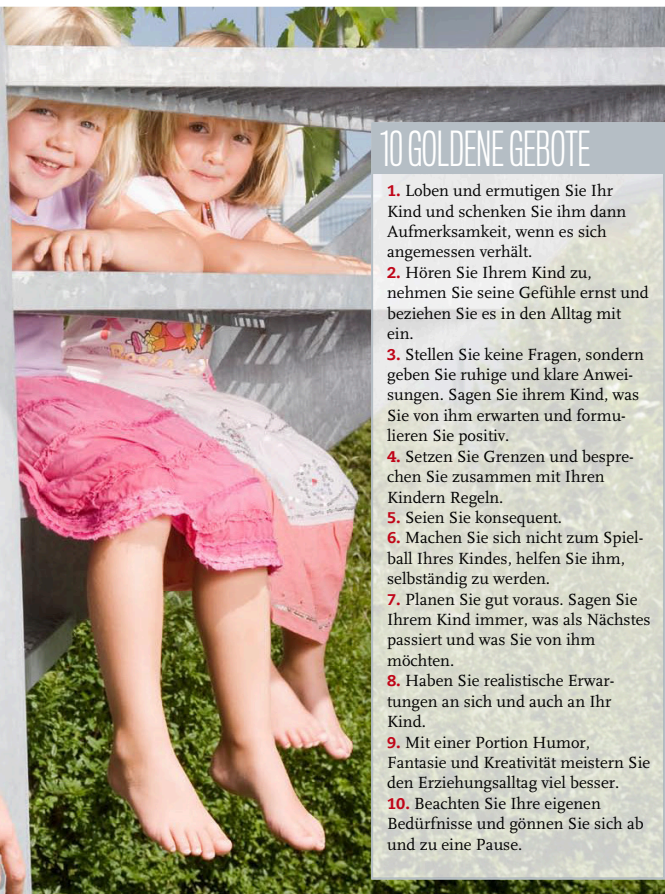 10 GOLDENE GEBOTE
1. Loben und ermutigen Sie Ihr
Kind und schenken Sie ihm dann
Aufmerksamkeit, wenn es sich
angemessen verhält.
2. Hören Sie Ihrem Kind zu,
nehmen Sie seine Gefühle ernst und
beziehen Sie es in den Alltag mit
ein.
3. Stellen Sie keine Fragen, sondern
geben Sie ruhige und klare Anwei-
sungen. Sagen Sie ihrem Kind, was
Sie von ihm erwarten und formu-
lieren Sie positiv.
4. Setzen Sie Grenzen und bespre-
chen Sie zusammen mit Ihren
Kindern Regeln.
5. Seien Sie konsequent.
6. Machen Sie sich nicht zum Spiel-
ball Ihres Kindes, helfen Sie ihm,
selbständig zu werden.
7. Planen Sie gut voraus. Sagen Sie
Ihrem Kind immer, was als Nächstes
passiert und was Sie von ihm
möchten.
8. Haben Sie realistische Erwar-
tungen an sich und auch an Ihr
Kind.
9. Mit einer Portion Humor,
Fantasie und Kreativität meistern Sie
den Erziehungsalltag viel besser.
10. Beachten Sie Ihre eigenen
Bedürfnisse und gönnen Sie sich ab
und zu eine Pause.